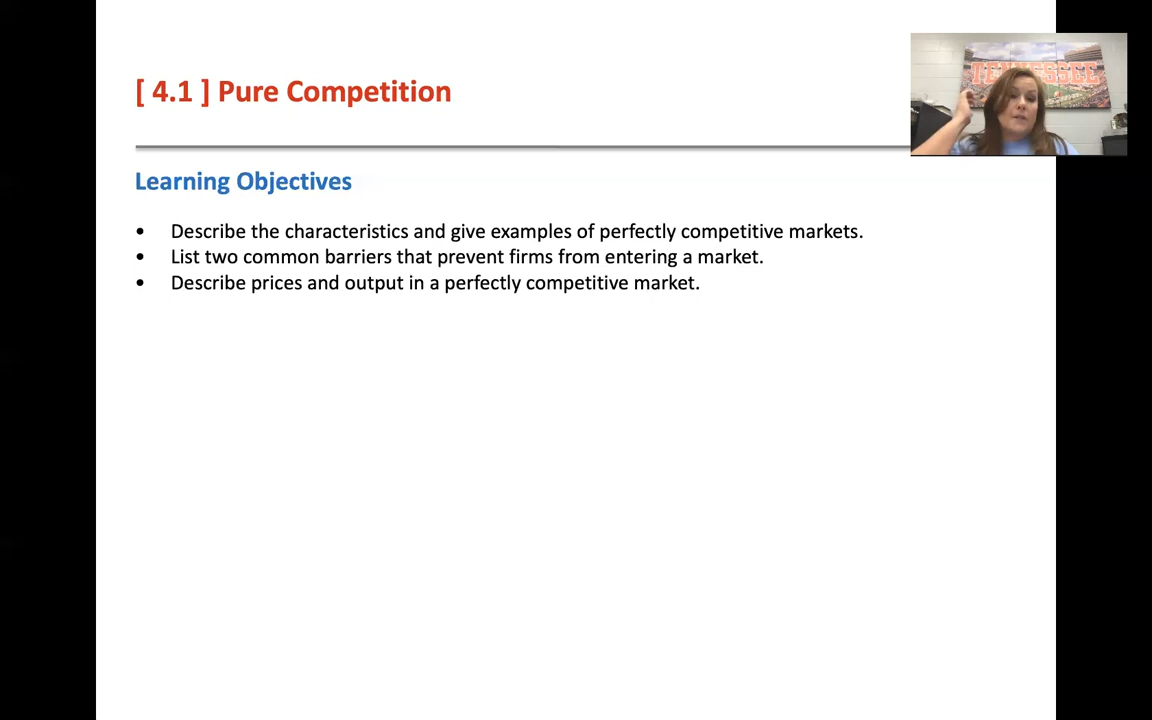 [ 4.1 ] Pure Competition
TENNESSEE
Learning Objectives
• Describe the characteristics and give examples of perfectly competitive markets.
• List two common barriers that prevent firms from entering a market.
• Describe prices and output in a perfectly competitive market.